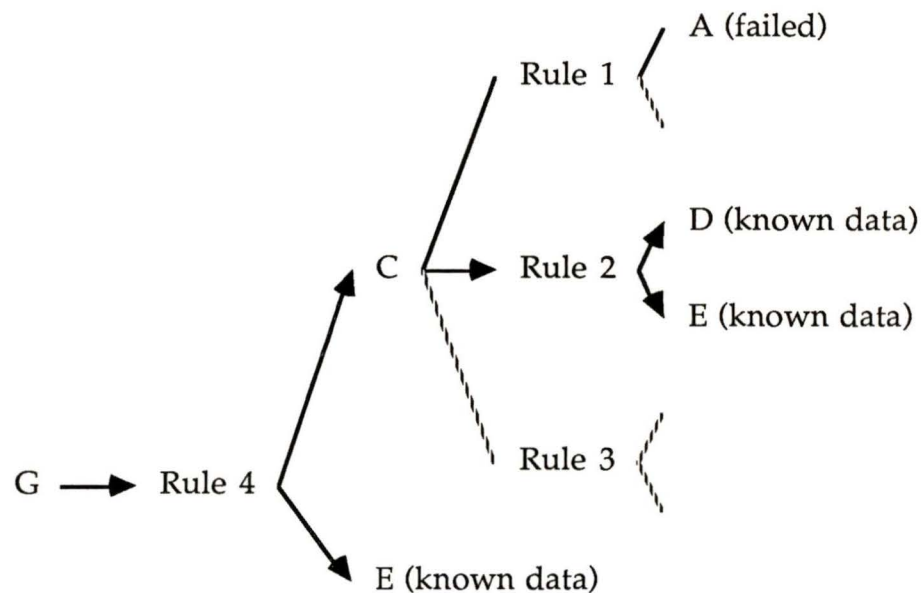 A (failed)
Rule 1
D (known data)
C
Rule 2
E (known data)
Rule 3
G
Rule 4
E (known data)